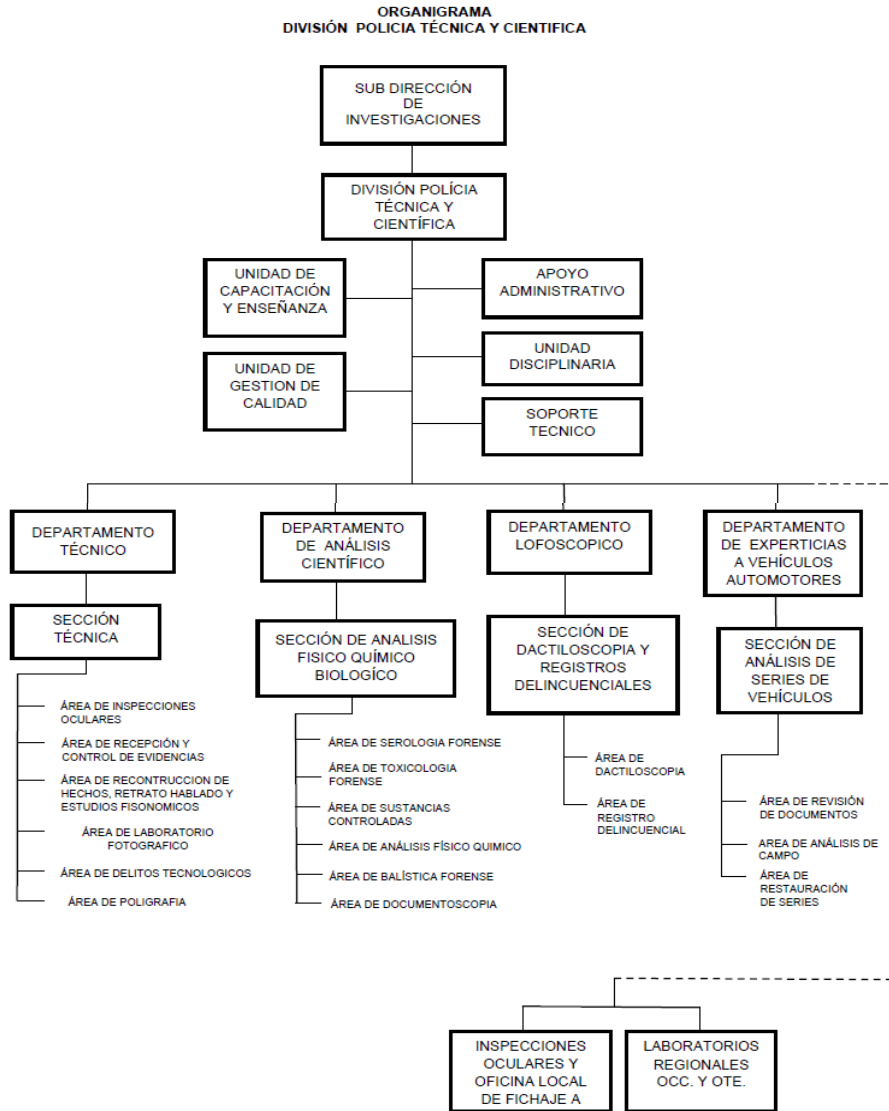 ORGANIGRAMA
DIVISIÓN POLICIA TÉCNICA Y CIENTIFICA
SUB DIRECCIÓN
DE
INVESTIGACIONES
DIVISIÓN POLÍCIA
TÉCNICA Y
CIENTÍFICA
UNIDAD DE
CAPACITACIÓN
Y ENSEÑANZA
APOYO
ADMINISTRATIVO
UNIDAD DE
GESTION DE
CALIDAD
UNIDAD
DISCIPLINARIA
SOPORTE
TECNICO
DEPARTAMENTO
TÉCNICO
DEPARTAMENTO
DE ANÁLISIS
CIENTÍFICO
DEPARTAMENTO
LOFOSCOPICO
DEPARTAMENTO
DE EXPERTICIAS
A VEHÍCULOS
AUTOMOTORES
SECCIÓN
TÉCNICA
SECCIÓN DE ANALISIS
FISICO QUÍMICO
BIOLOGÍCO
SECCIÓN DE
DACTILOSCOPIA Y
REGISTROS
DELINCUENCIALES
SECCIÓN DE
ANÁLISIS DE
SERIES DE
VEHÍCULOS
ÁREA DE INSPECCIONES
OCULARES
ÁREA DE RECEPCIÓN Y
CONTROL DE EVIDENCIAS
ÁREA DE RECONTRUCCION DE
HECHOS, RETRATO HABLADO Y
ESTUDIOS FISONOMICOS
ÁREA DE LABORATORIO
FOTOGRAFICO
ÁREA DE DELITOS TECNOLOGICOS
ÁREA DE POLIGRAFIA
ÁREA DE SEROLOGIA FORENSE
ÁREA DE TOXICOLOGIA
FORENSE
ÁREA DE SUSTANCIAS
CONTROLADAS
ÁREA DE ANÁLISIS FÍSICO QUIMICO
ÁREA DE BALÍSTICA FORENSE
ÁREA DE DOCUMENTOSCOPIA
ÁREA DE
DACTILOSCOPIA
ÁREA DE
REGISTRO
DELINCUENCIAL
ÁREA DE REVISIÓN
DE DOCUMENTOS
AREA DE ANÁLISIS DE
CAMPO
ÁREA DE
RESTAURACIÓN
DE SERIES
INSPECCIONES
OCULARES Y
OFICINA LOCAL
DE FICHAJE A
LABORATORIOS
REGIONALES
OCC. Y OTE.